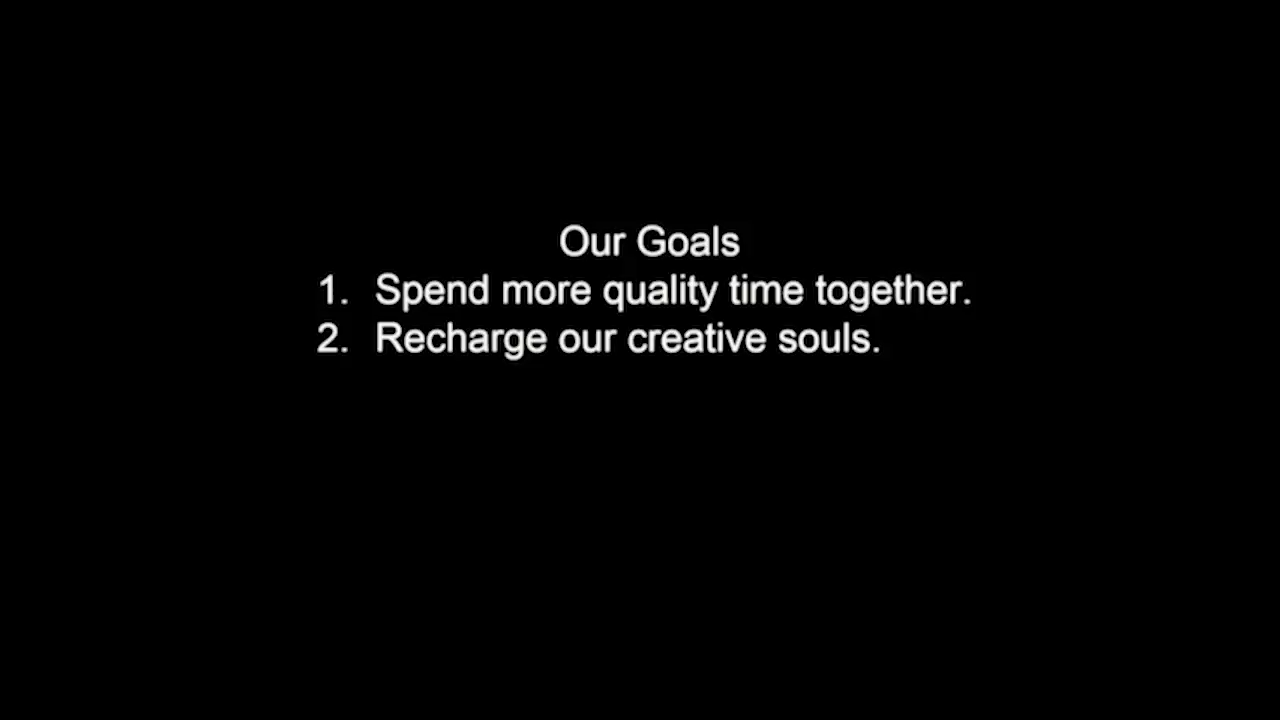 Our Goals
1. Spend more quality time together.
2. Recharge our creative souls.